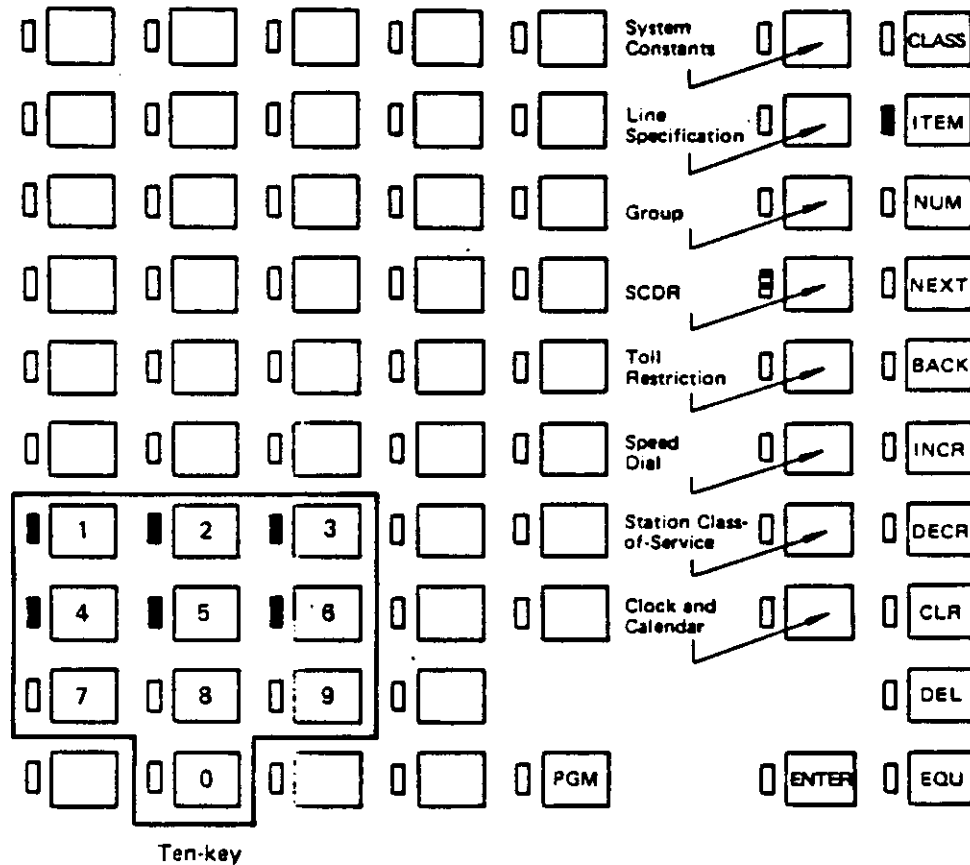 System
Constants
CLASS
Line
Specification
ITEM
Group
NUM
SCDR
NEXT
Toll
Restriction
BACK
Speed
Dial
INCR
1 2 3
Station Class-
of-Service
DECR
4 5 6
Clock and
Calendar
CLR
7 8 9
DEL
0
PGM
ENTER
EQU
Ten-key